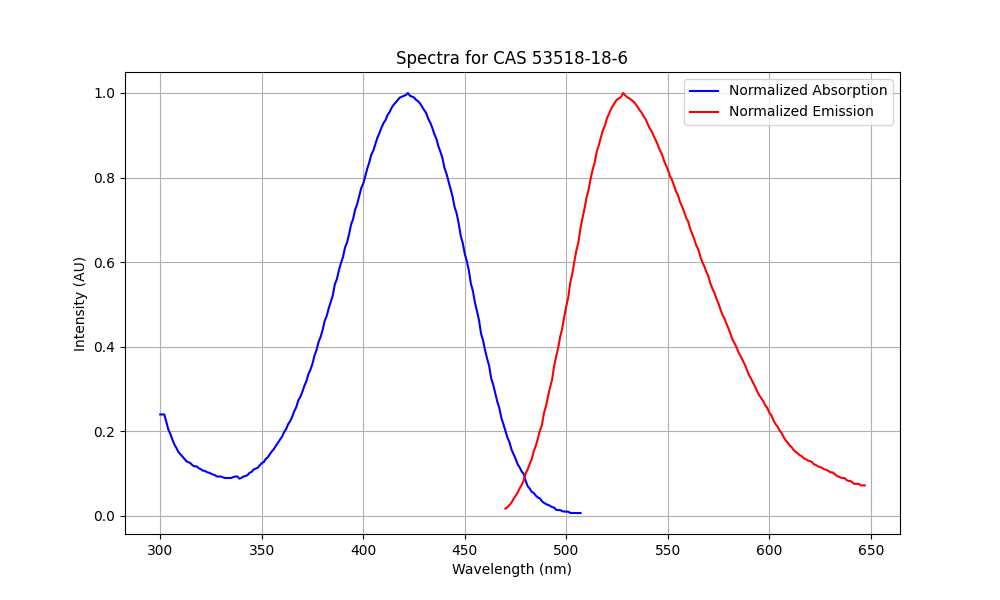 Spectra for CAS 53518-18-6
Normalized Absorption
Normalized Emission
Intensity (AU)
1.0
0.8
0.6
0.4
0.2
0.0
300 350 400 450 500 550 600 650
Wavelength (nm)